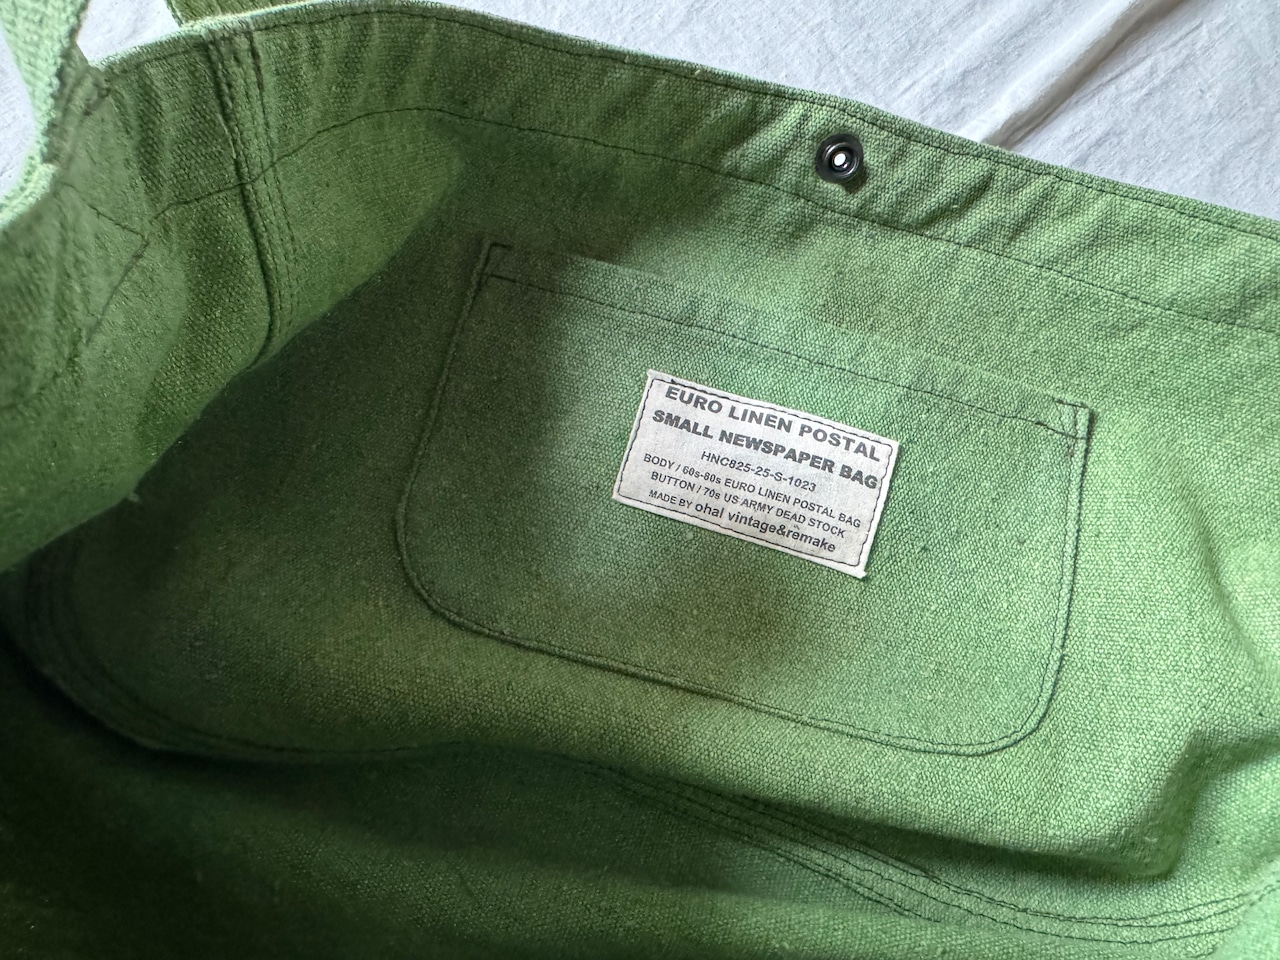 EURO LINEN POSTAL
SMALL NEWSPAPER BAG
HNC825-25-S-1023
BODY / 60s-80s EURO LINEN POSTAL BAG
BUTTON / 70s US ARMY DEAD STOCK
MADE BY ohal vintage&remake